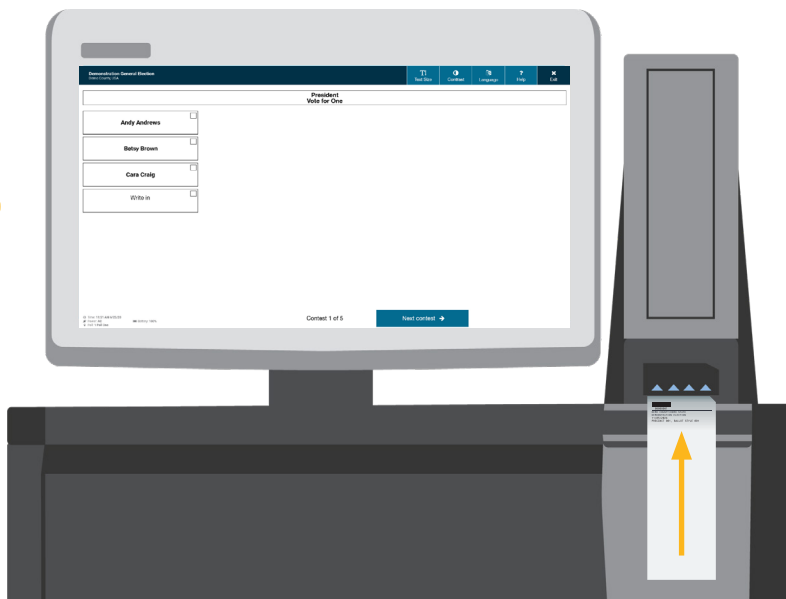 Demonstration General Election
Text Size
Contrast
Language
?
Help
Exit
President
Vote for One
Andy Andrews
Betsy Brown
Cara Craig
Write in
Contest 1 of 5
Next contest →